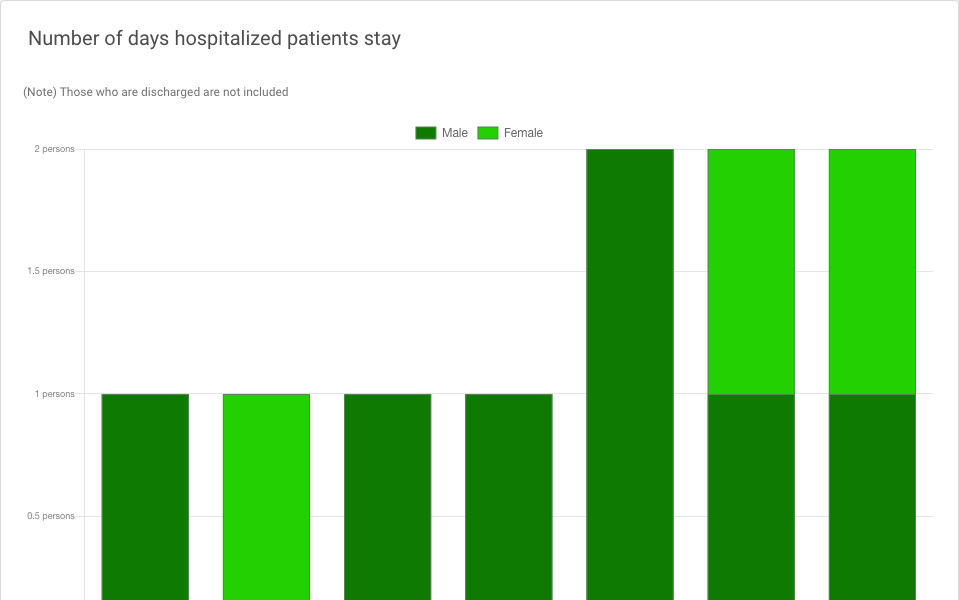 Number of days hospitalized patients stay
(Note) Those who are discharged are not included
Male Female
2 persons
1.5 persons
1 persons
0.5 persons